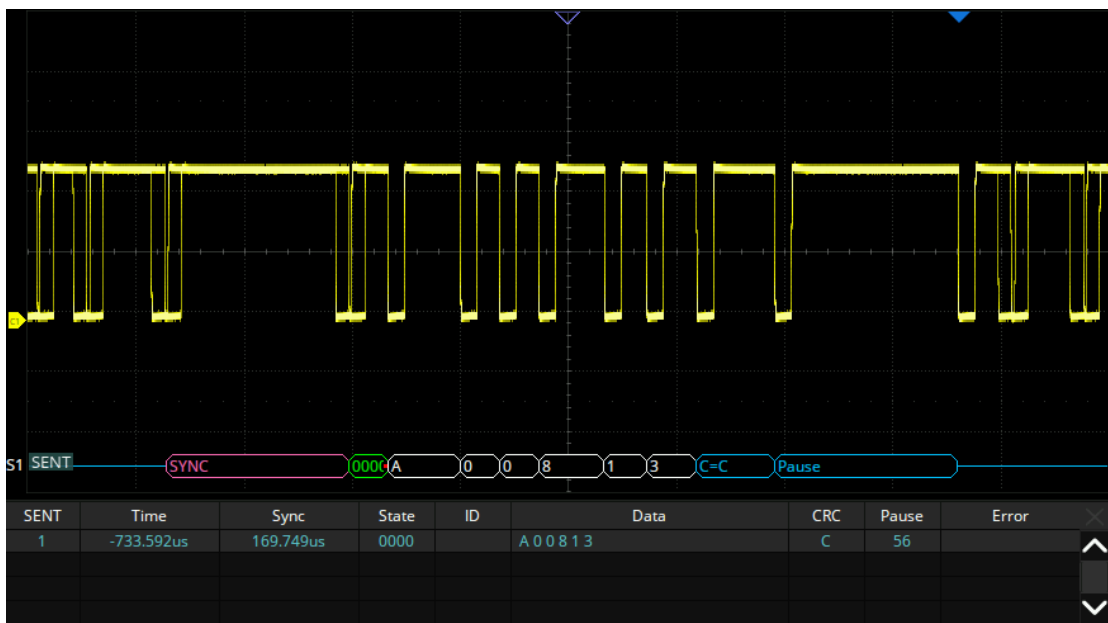 C1
S1 SENT SYNC 0000 A 0 0 8 1 3 C=C Pause
SENT Time Sync State ID Data CRC Pause Error
1 -733.592us 169.749us 0000 A 0 0 8 1 3 C 56